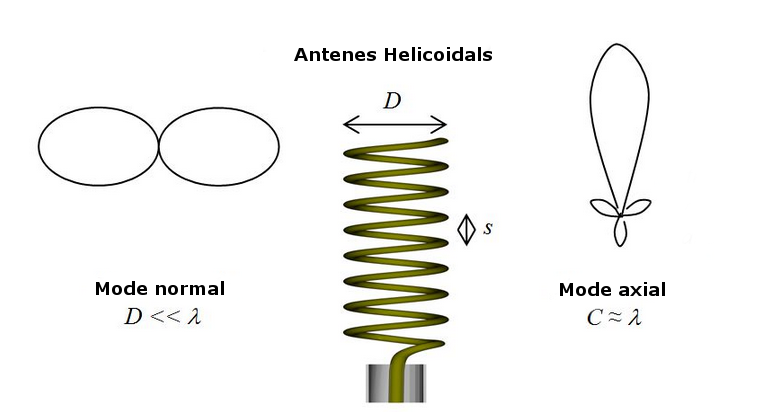 Antenes Helicoidals
D
s
Mode normal
D << λ
Mode axial
C ≈ λ